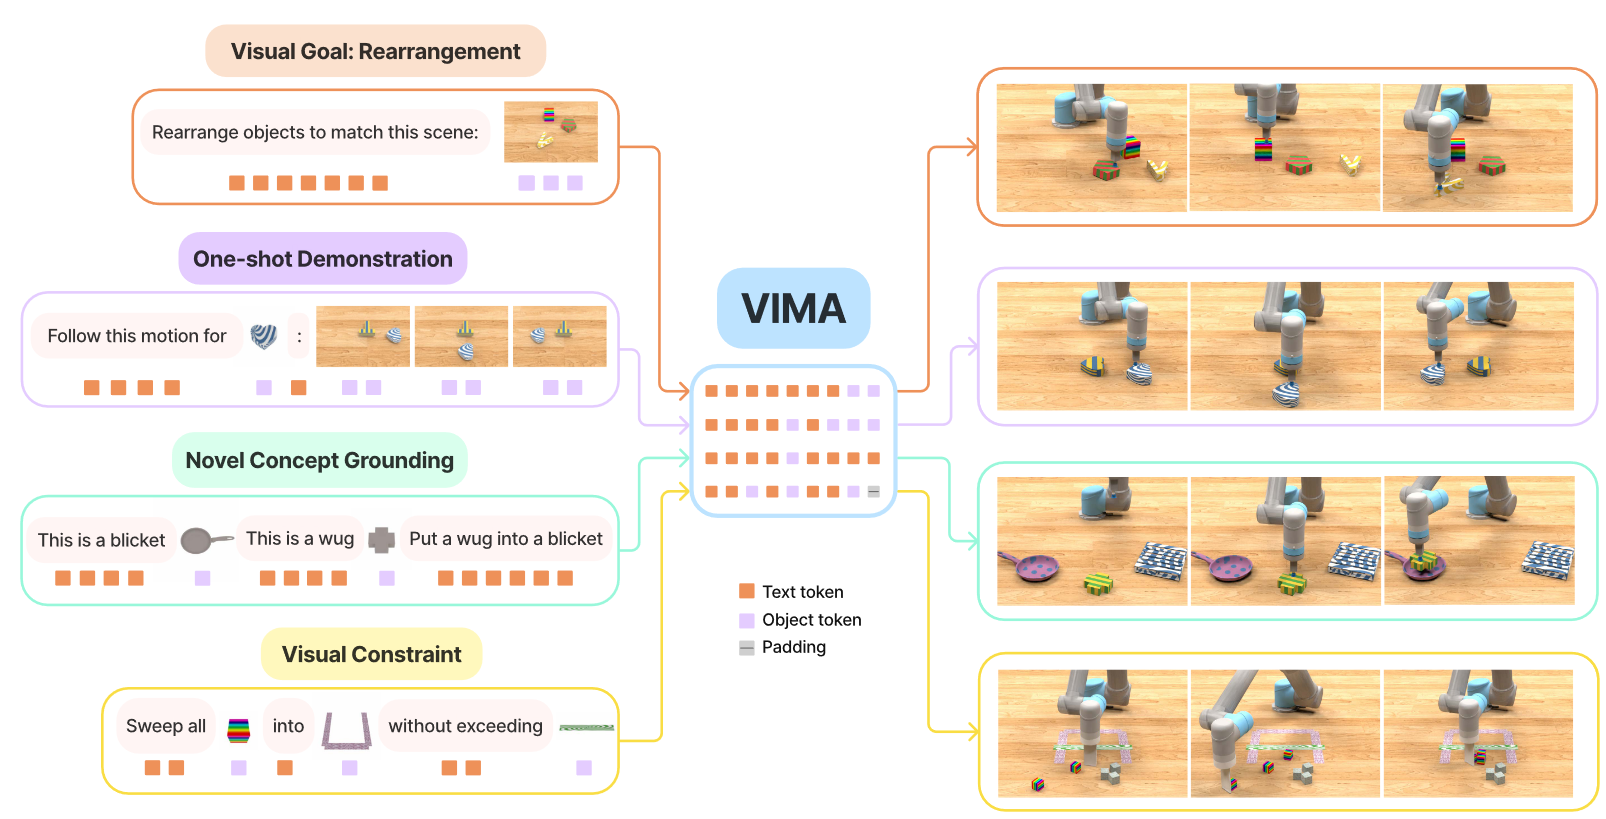 Visual Goal: Rearrangement
Rearrange objects to match this scene:
One-shot Demonstration
Follow this motion for :
Novel Concept Grounding
This is a blicket This is a wug Put a wug into a blicket
Visual Constraint
Sweep all into without exceeding
VIMA
Text token
Object token
Padding